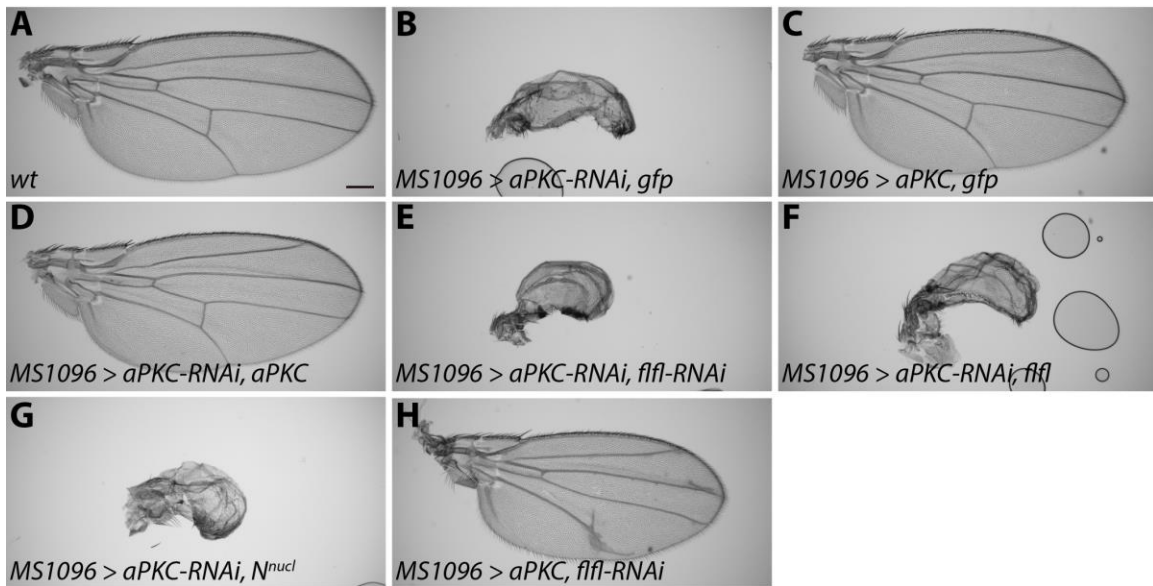 A
wt
B
MS1096 > aPKC-RNAi, gfp
C
MS1096 > aPKC, gfp
D
MS1096 > aPKC-RNAi, aPKC
E
MS1096 > aPKC-RNAi, flfl-RNAi
F
MS1096 > aPKC-RNAi, flfl
G
MS1096 > aPKC-RNAi, N^nucl
H
MS1096 > aPKC, flfl-RNAi